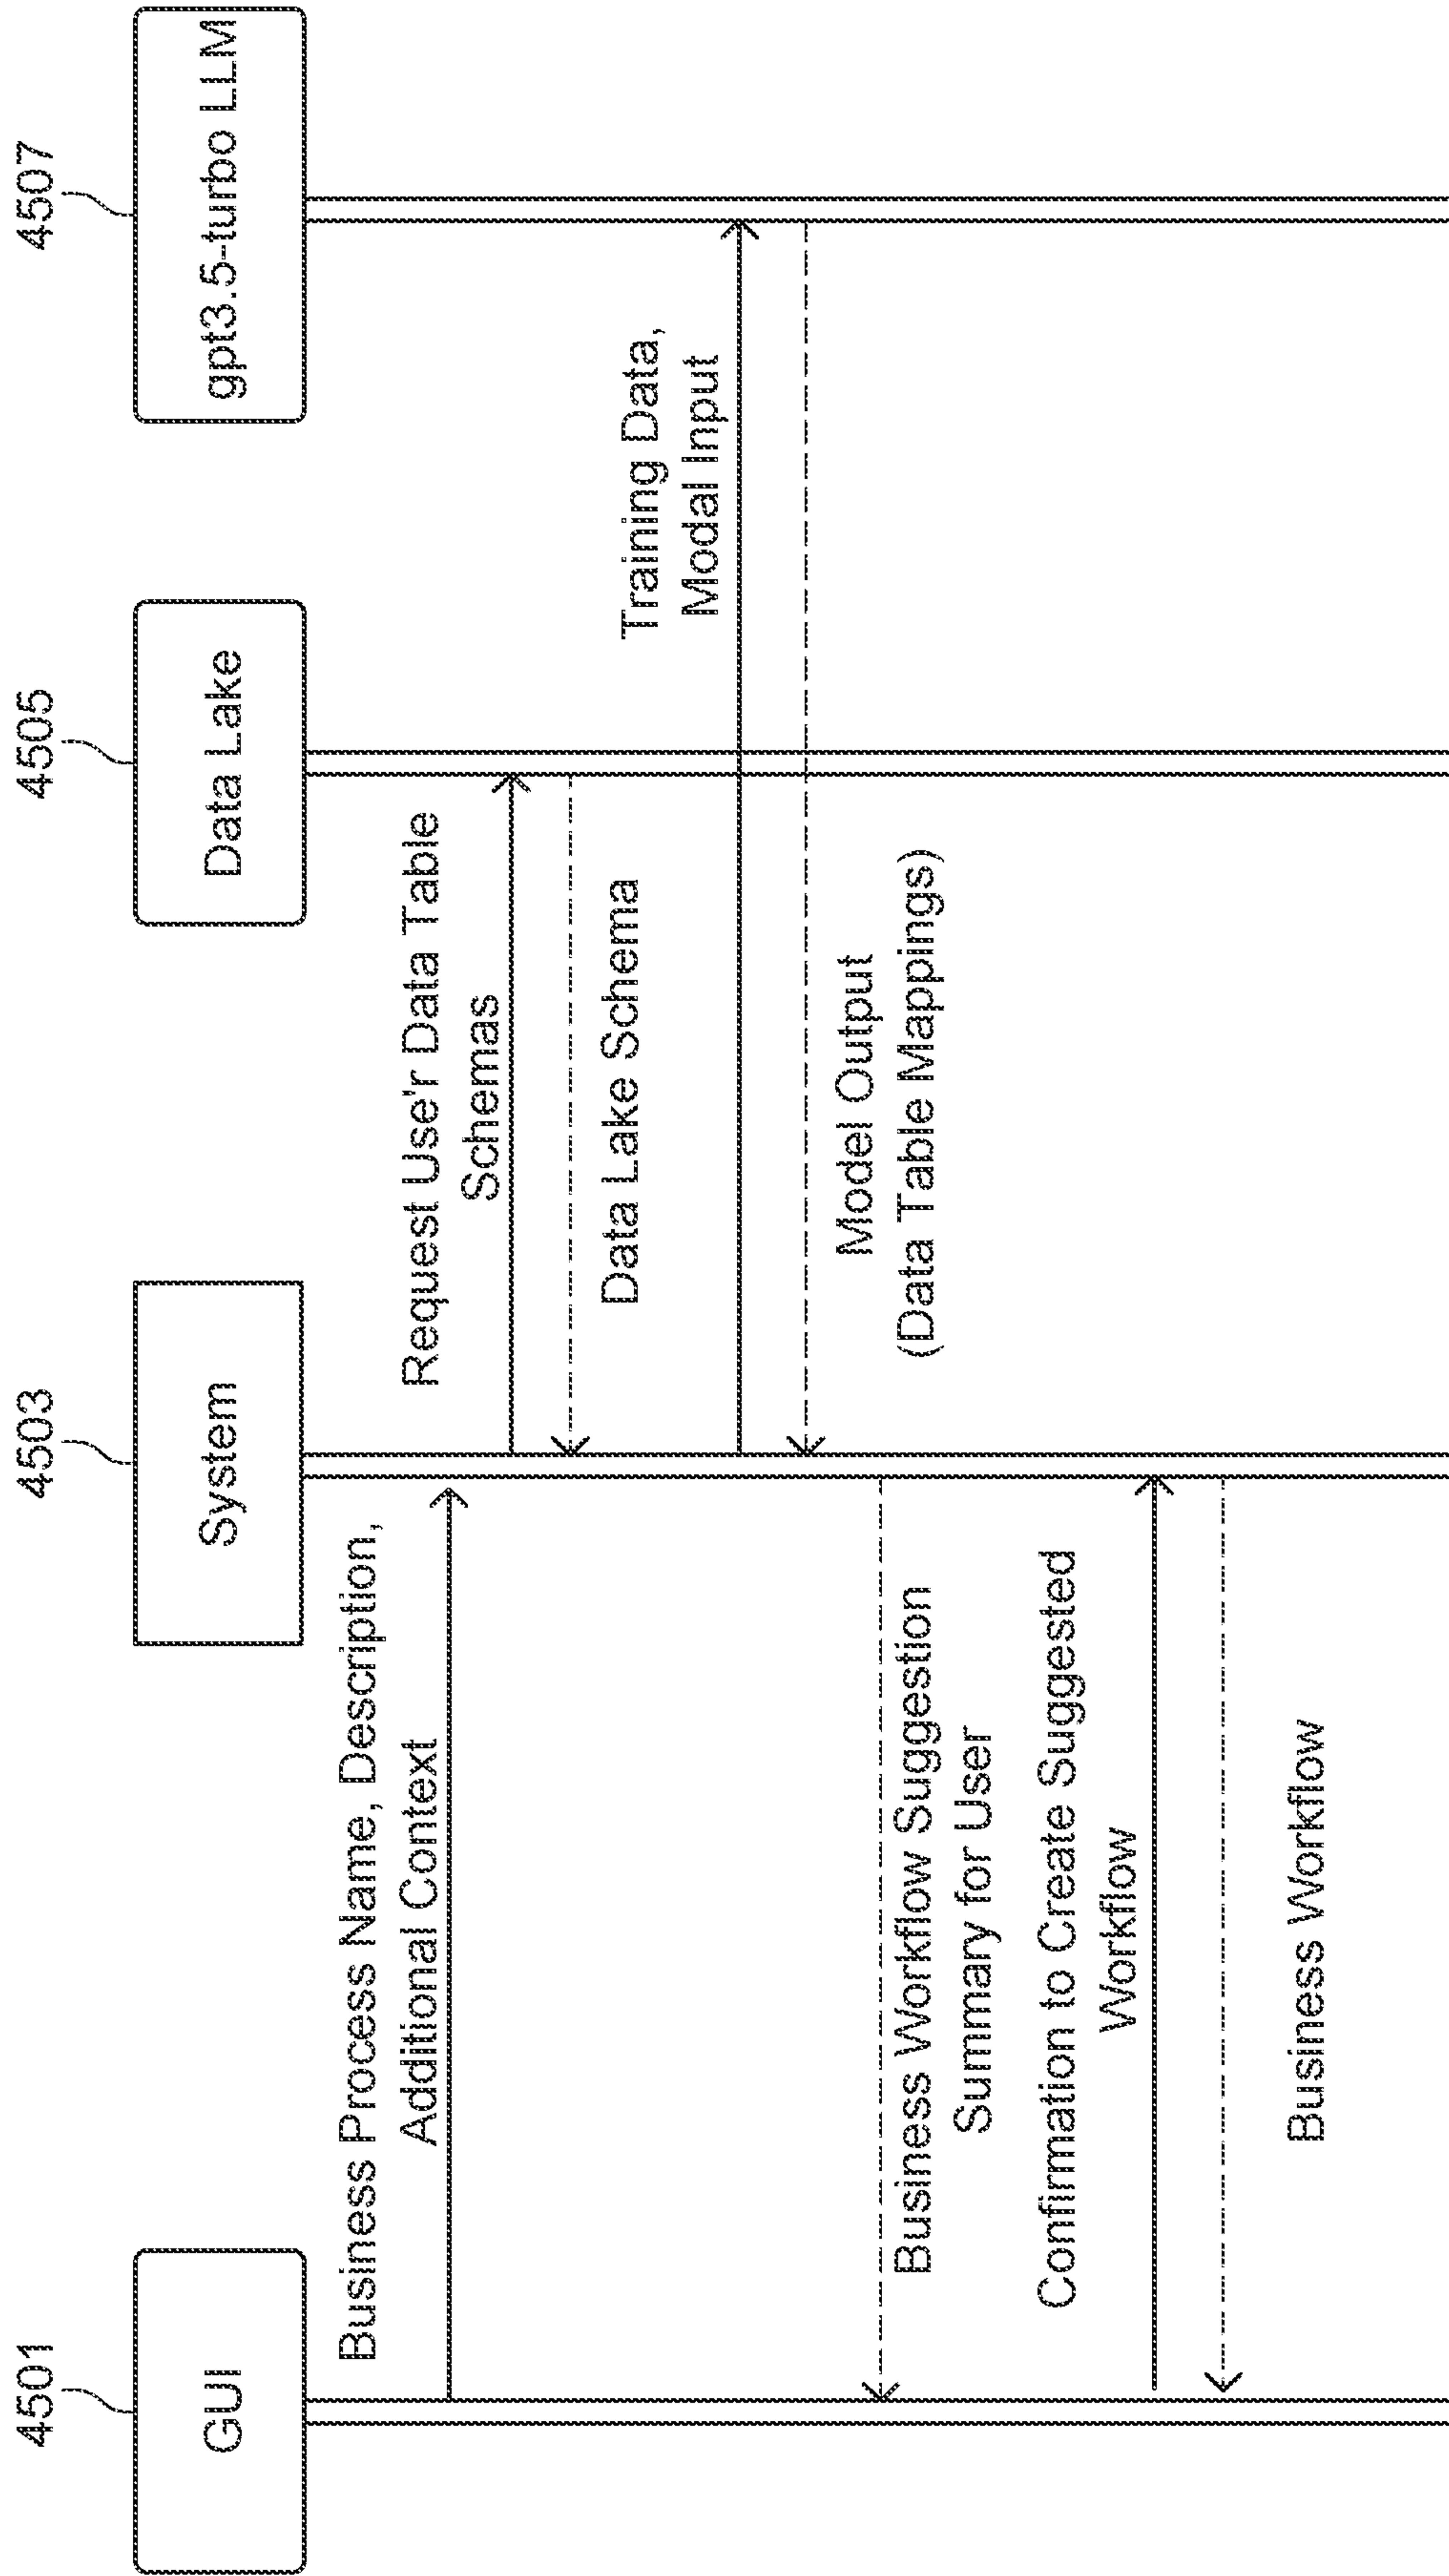 4501
4503
4505
4507
GUI
System
Data Lake
gpt3.5-turbo LLM
Business Process Name, Description,
Additional Context
Request Use'r Data Table
Schemas
Data Lake Schema
Training Data,
Modal Input
Model Output
(Data Table Mappings)
Business Workflow Suggestion
Summary for User
Confirmation to Create Suggested
Workflow
Business Workflow